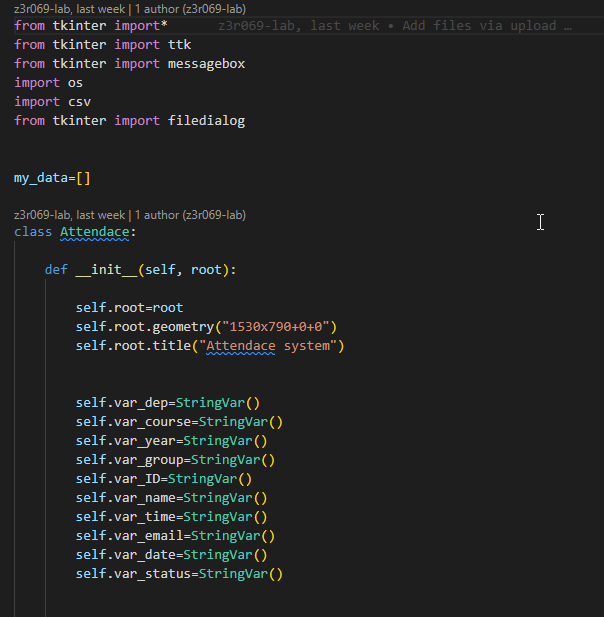 z3r069-lab, last week | 1 author (z3r069-lab)
from tkinter import* z3r069-lab, last week • Add files via upload …
from tkinter import ttk
from tkinter import messagebox
import os
import csv
from tkinter import filedialog
my_data=[]
z3r069-lab, last week | 1 author (z3r069-lab)
class Attendace:
def __init__(self, root):
self.root=root
self.root.geometry("1530x790+0+0")
self.root.title("Attendace system")
self.var_dep=StringVar()
self.var_course=StringVar()
self.var_year=StringVar()
self.var_group=StringVar()
self.var_ID=StringVar()
self.var_name=StringVar()
self.var_time=StringVar()
self.var_email=StringVar()
self.var_date=StringVar()
self.var_status=StringVar()